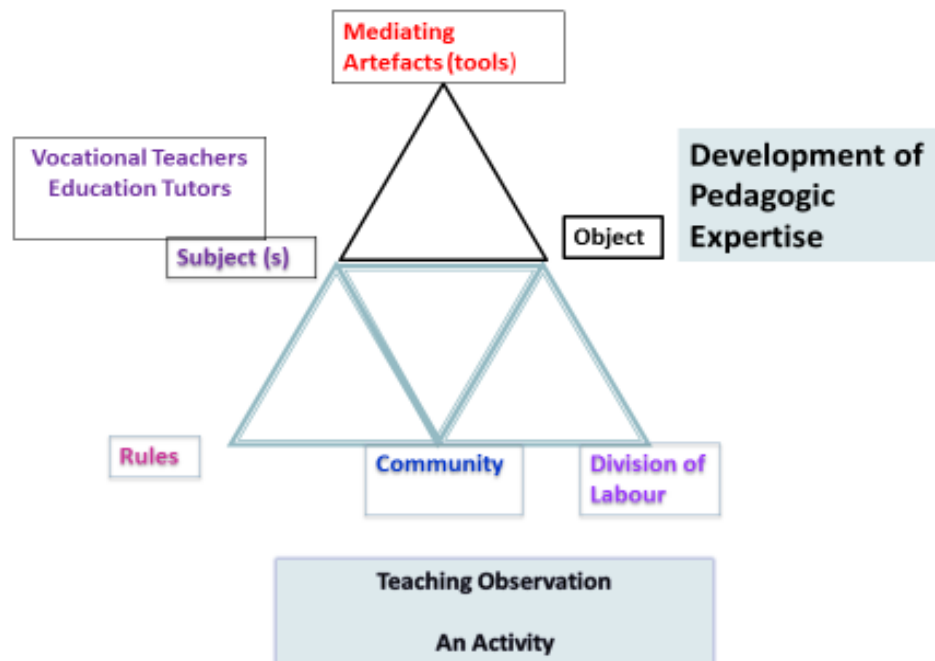 Mediating
Artefacts (tools)
Vocational Teachers
Education Tutors
Subject (s)
Object
Development of
Pedagogic
Expertise
Rules
Community
Division of
Labour
Teaching Observation
An Activity